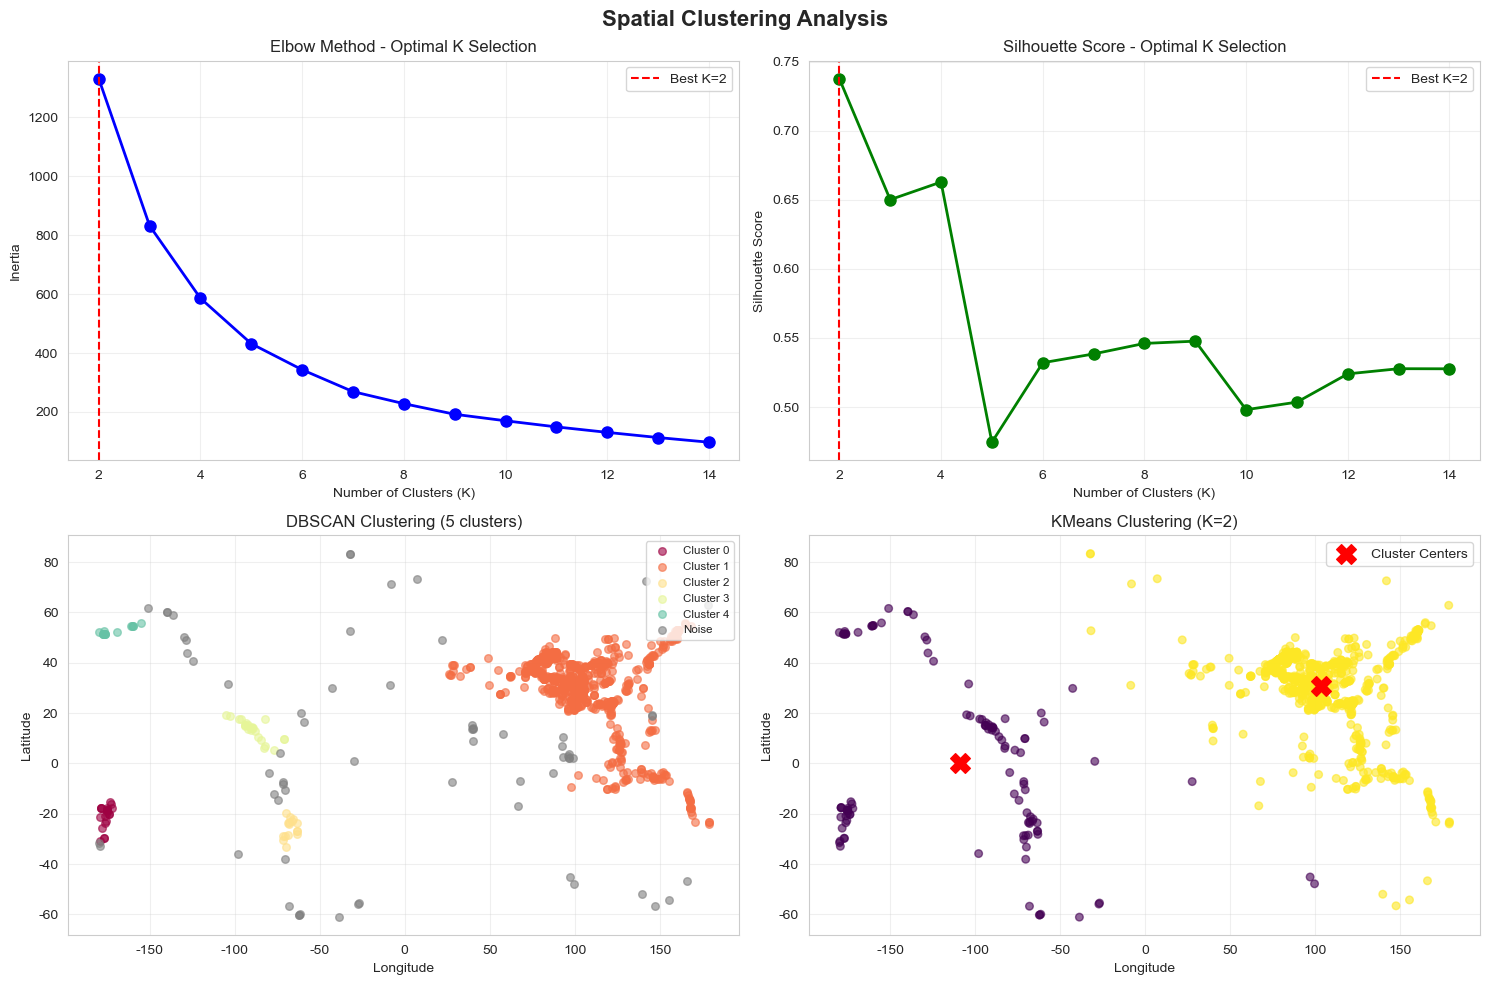 Spatial Clustering Analysis
Elbow Method - Optimal K Selection
Best K=2
1200
1000
800
600
400
200
Inertia
2 4 6 8 10 12 14
Number of Clusters (K)
Silhouette Score - Optimal K Selection
Best K=2
0.75
0.70
0.65
0.60
0.55
0.50
Silhouette Score
2 4 6 8 10 12 14
Number of Clusters (K)
DBSCAN Clustering (5 clusters)
Cluster 0
Cluster 1
Cluster 2
Cluster 3
Cluster 4
Noise
80
60
40
20
0
-20
-40
-60
Latitude
-150 -100 -50 0 50 100 150
Longitude
KMeans Clustering (K=2)
Cluster Centers
80
60
40
20
0
-20
-40
-60
Latitude
-150 -100 -50 0 50 100 150
Longitude